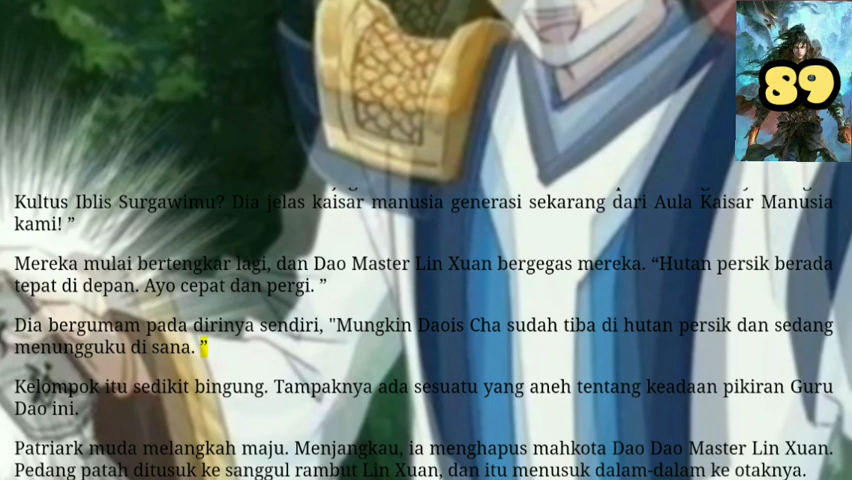 89
Kultus Iblis Surgawimu? Dia jelas kaisar manusia generasi sekarang dari Aula Kaisar Manusia
kami! ”
Mereka mulai bertengkar lagi, dan Dao Master Lin Xuan bergegas mereka. “Hutan persik berada
tepat di depan. Ayo cepat dan pergi. ”
Dia bergumam pada dirinya sendiri, "Mungkin Daois Cha sudah tiba di hutan persik dan sedang
menungguku di sana. ”
Kelompok itu sedikit bingung. Tampaknya ada sesuatu yang aneh tentang keadaan pikiran Guru
Dao ini.
Patriark muda melangkah maju. Menjangkau, ia menghapus mahkota Dao Dao Master Lin Xuan.
Pedang patah ditusuk ke sanggul rambut Lin Xuan, dan itu menusuk dalam-dalam ke otaknya.